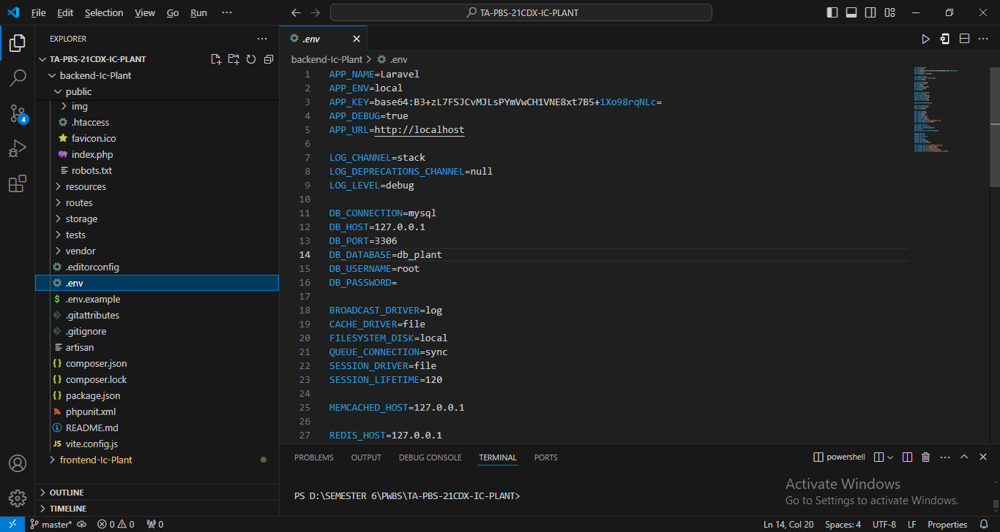 File Edit Selection View Go Run ···
TA-PBS-21CDX-IC-PLANT
EXPLORER
TA-PBS-21CDX-IC-PLANT
backend-Ic-Plant
public
img
.htaccess
favicon.ico
index.php
robots.txt
resources
routes
storage
tests
vendor
.editorconfig
.env
.env.example
.gitattributes
.gitignore
artisan
composer.json
composer.lock
package.json
phpunit.xml
README.md
JS vite.config.js
frontend-Ic-Plant
OUTLINE
TIMELINE
4
.env
backend-Ic-Plant > .env
1 APP_NAME=Laravel
2 APP_ENV=local
3 APP_KEY=base64:B3+zL7FSJCvMJLsPYmVwCH1VNE8xt7B5+1Xo98rqNLc=
4 APP_DEBUG=true
5 APP_URL=http://localhost
6
7 LOG_CHANNEL=stack
8 LOG_DEPRECATIONS_CHANNEL=null
9 LOG_LEVEL=debug
10
11 DB_CONNECTION=mysql
12 DB_HOST=127.0.0.1
13 DB_PORT=3306
14 DB_DATABASE=db_plant
15 DB_USERNAME=root
16 DB_PASSWORD=
17
18 BROADCAST_DRIVER=log
19 CACHE_DRIVER=file
20 FILESYSTEM_DISK=local
21 QUEUE_CONNECTION=sync
22 SESSION_DRIVER=file
23 SESSION_LIFETIME=120
24
25 MEMCACHED_HOST=127.0.0.1
26
27 REDIS_HOST=127.0.0.1
PROBLEMS OUTPUT DEBUG CONSOLE TERMINAL PORTS
powershell
PS D:\SEMESTER 6\PWBS\TA-PBS-21CDX-IC-PLANT>
Activate Windows
Go to Settings to activate Windows.
master* 0 0 0
Ln 14, Col 20 Spaces: 4 UTF-8 LF Properties